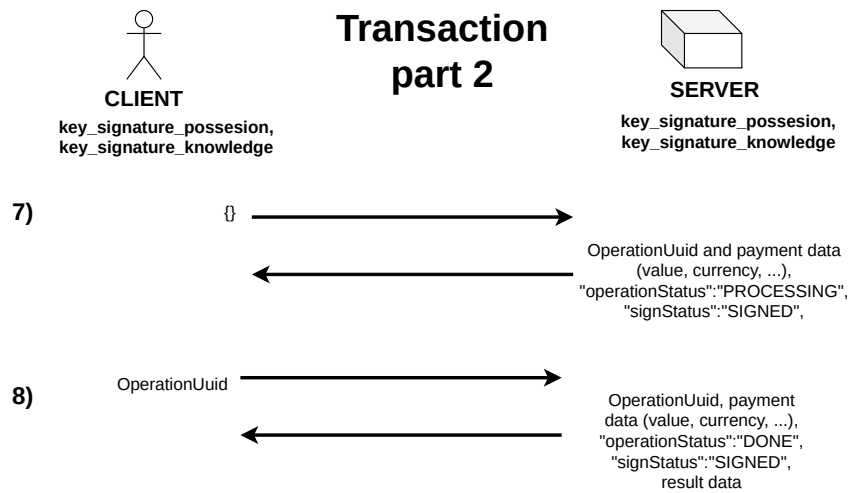 Transaction
part 2
CLIENT
key_signature_possesion,
key_signature_knowledge
SERVER
key_signature_possesion,
key_signature_knowledge
7)
{}
OperationUuid and payment data
(value, currency, ...),
"operationStatus":"PROCESSING",
"signStatus":"SIGNED",
8)
OperationUuid
OperationUuid, payment
data (value, currency, ...),
"operationStatus":"DONE",
"signStatus":"SIGNED",
result data